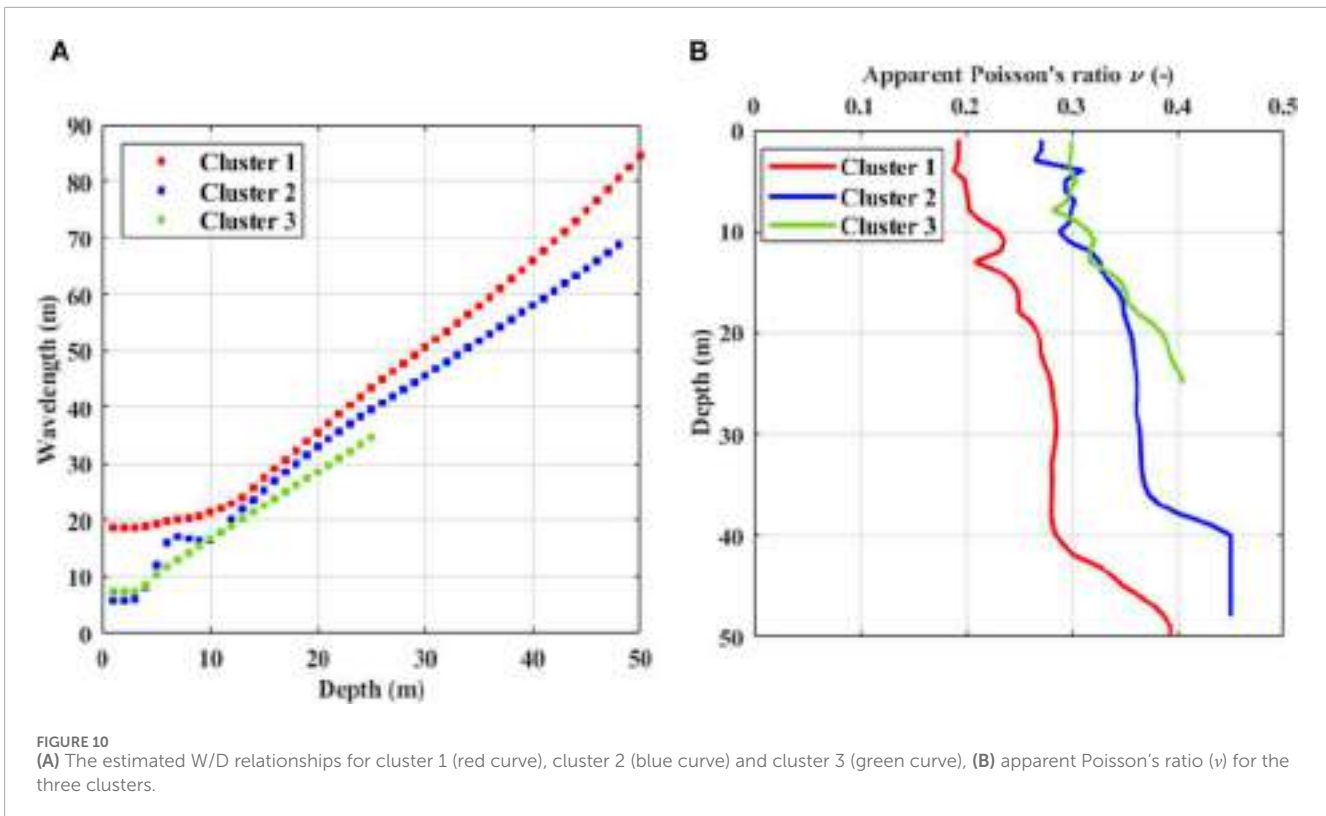 A
90
80
70
60
50
40
30
20
10
0
Wavelength (m)
Cluster 1
Cluster 2
Cluster 3
0 10 20 30 40 50
Depth (m)
B
Apparent Poisson's ratio ν (-)
0 0.1 0.2 0.3 0.4 0.5
0
10
20
30
40
50
Depth (m)
Cluster 1
Cluster 2
Cluster 3
FIGURE 10
(A) The estimated W/D relationships for cluster 1 (red curve), cluster 2 (blue curve) and cluster 3 (green curve), (B) apparent Poisson's ratio (ν) for the
three clusters.